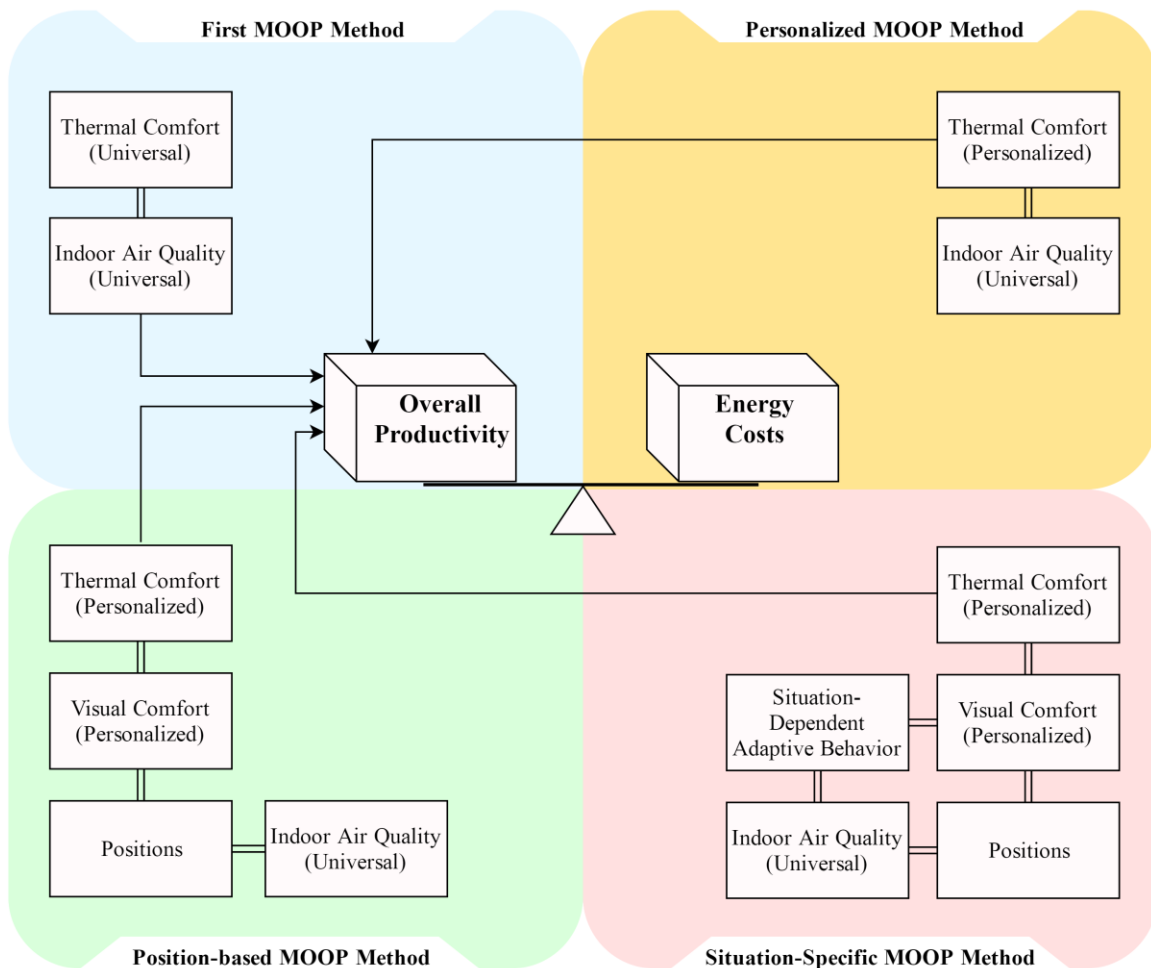 First MOOP Method
Thermal Comfort
(Universal)
Indoor Air Quality
(Universal)
Personalized MOOP Method
Thermal Comfort
(Personalized)
Indoor Air Quality
(Universal)
Overall
Productivity
Energy
Costs
Thermal Comfort
(Personalized)
Visual Comfort
(Personalized)
Positions
Indoor Air Quality
(Universal)
Position-based MOOP Method
Thermal Comfort
(Personalized)
Situation-
Dependent
Adaptive Behavior
Visual Comfort
(Personalized)
Indoor Air Quality
(Universal)
Positions
Situation-Specific MOOP Method